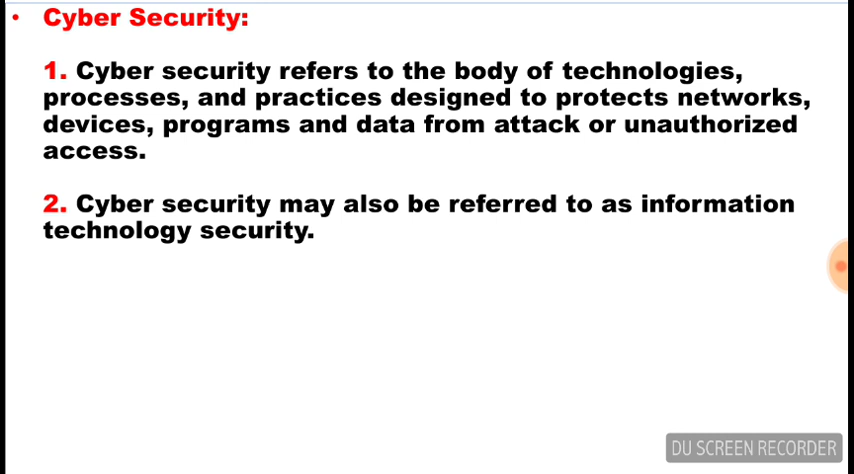 • Cyber Security:
1. Cyber security refers to the body of technologies,
processes, and practices designed to protects networks,
devices, programs and data from attack or unauthorized
access.
2. Cyber security may also be referred to as information
technology security.
DU SCREEN RECORDER